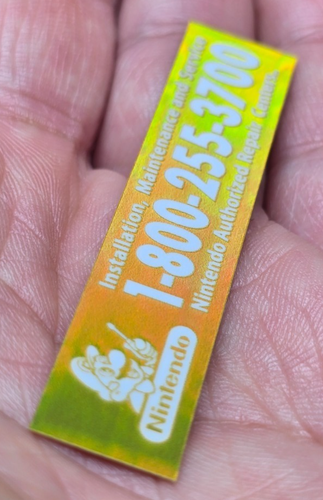 Installation, Maintenance and Service
1-800-255-3700
Nintendo Authorized Repair Centers.
Nintendo